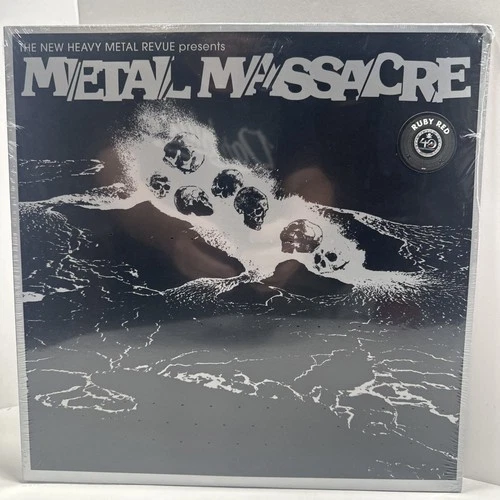 THE NEW HEAVY METAL REVUE presents
METAL MASSACRE
RUBY RED
40